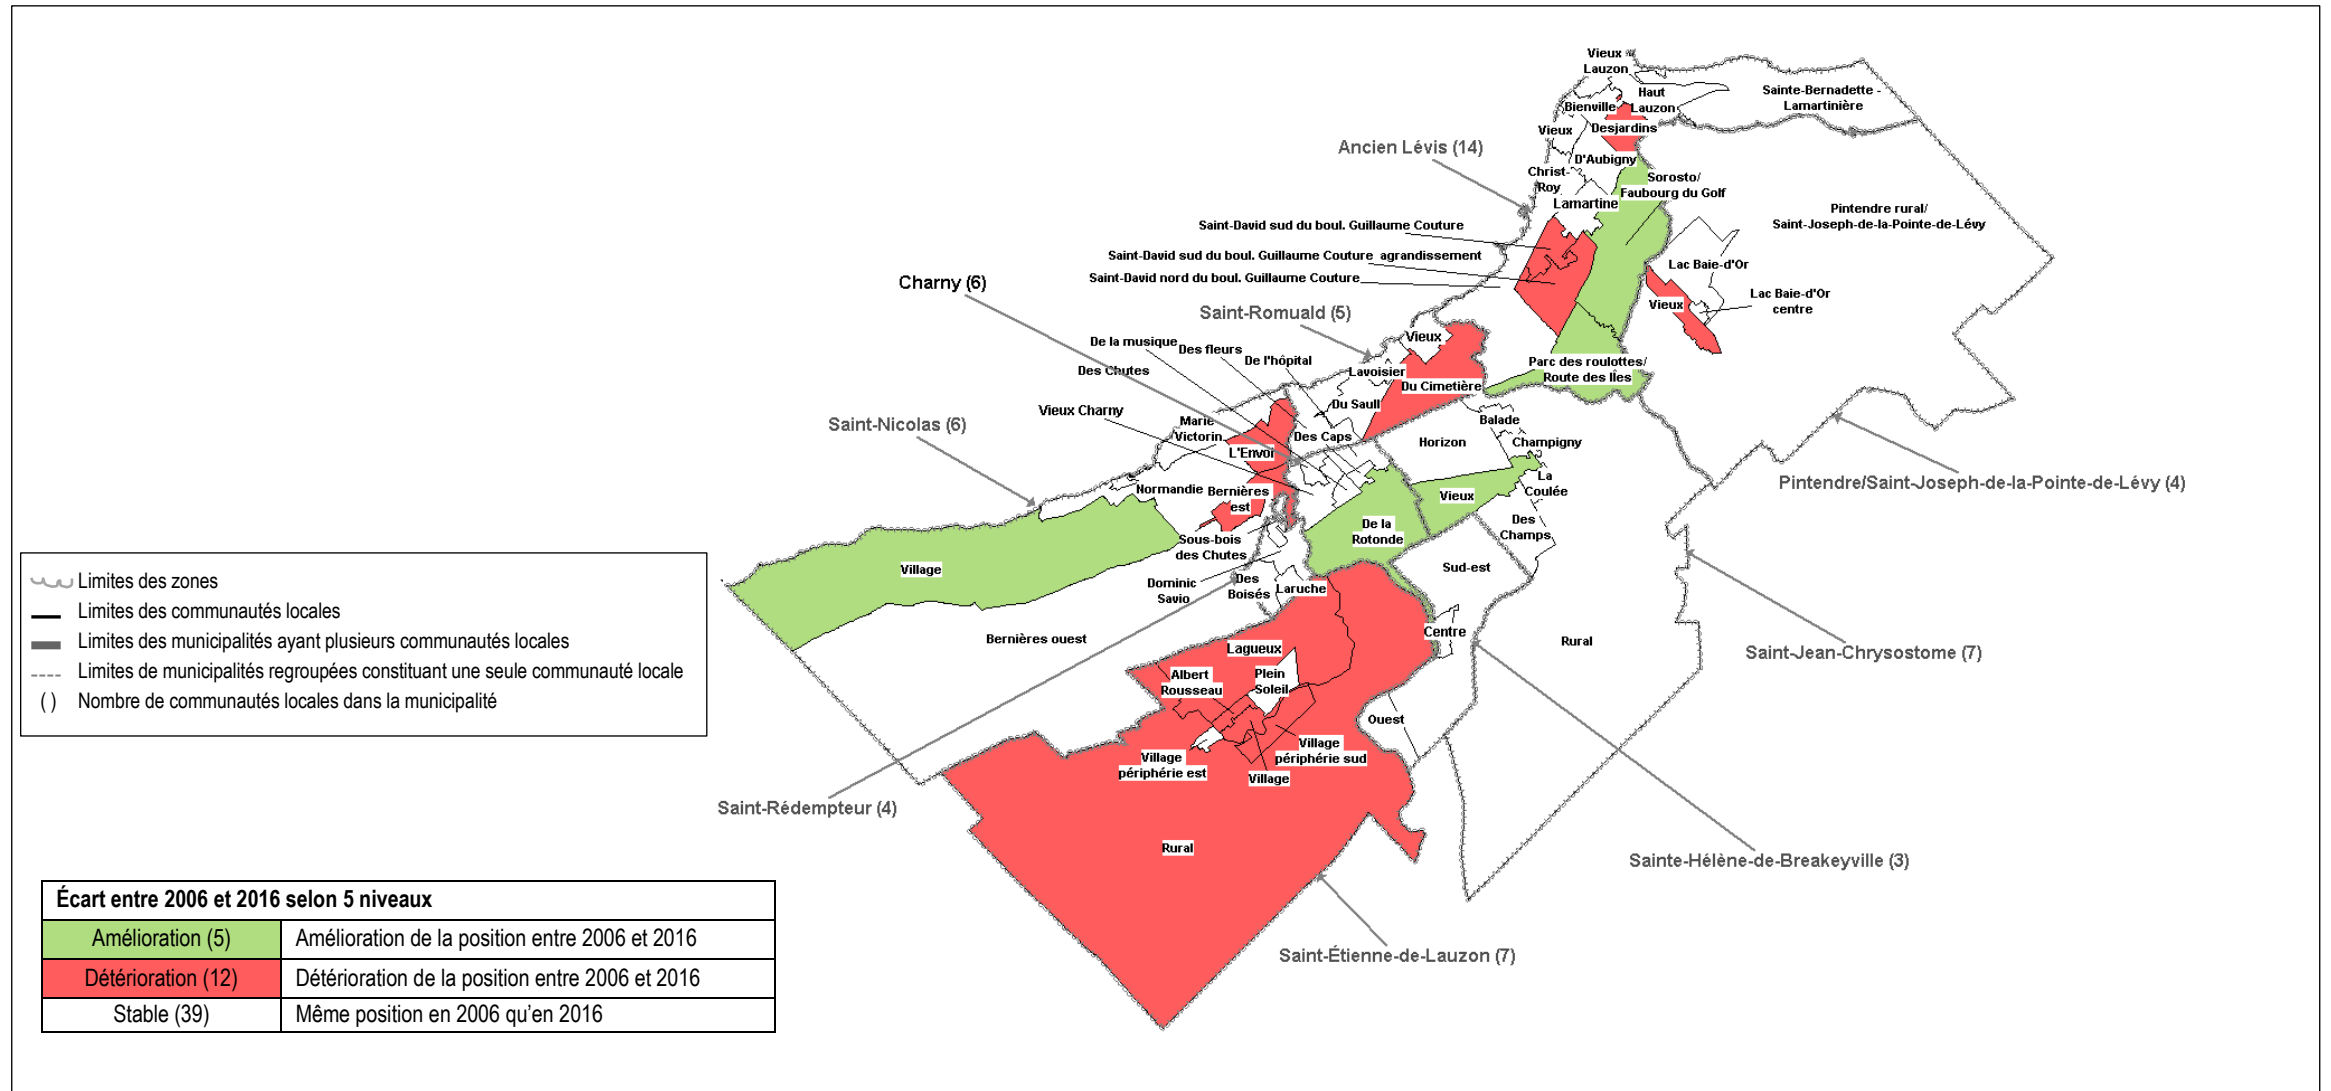 Vieux
Lauzon
Haut
Lauzon
Sainte-Bernadette -
Lamartinière
Bienville
Vieux
Desjardins
Ancien Lévis (14)
D'Aubigny
Christ-
Roy
Sorosto/
Faubourg du Golf
Lamartine
Pintendre rural/
Saint-Joseph-de-la-Pointe-de-Lévy
Saint-David sud du boul. Guillaume Couture
Saint-David sud du boul. Guillaume Couture agrandissement
Saint-David nord du boul. Guillaume Couture
Lac Baie-d'Or
Lac Baie-d'Or
centre
Vieux
Charny (6)
Saint-Romuald (5)
Vieux
De la musique
Des fleurs
De l'hôpital
Des Chutes
Lavoisier
Du Cimetière
Parc des roulottes/
Route des Iles
Vieux Charny
Du Sault
Saint-Nicolas (6)
Marie
Victorin
Des Caps
Horizon
Balade
Champigny
L'Envol
La
Coulée
Pintendre/Saint-Joseph-de-la-Pointe-de-Lévy (4)
Normandie
Bernières
est
Vieux
De la
Rotonde
Des
Champs
Sous-bois
des Chutes
Village
Sud-est
Dominic
Savio
Des
Boisés
Laruche
Bernières ouest
Centre
Rural
Saint-Jean-Chrysostome (7)
Lagueux
Albert
Rousseau
Plein
Soleil
Ouest
Village
périphérie est
Village
périphérie sud
Village
Saint-Rédempteur (4)
Rural
Sainte-Hélène-de-Breakeyville (3)
Saint-Étienne-de-Lauzon (7)
Limites des zones
Limites des communautés locales
Limites des municipalités ayant plusieurs communautés locales
Limites de municipalités regroupées constituant une seule communauté locale
( ) Nombre de communautés locales dans la municipalité
Écart entre 2006 et 2016 selon 5 niveaux
Amélioration (5) Amélioration de la position entre 2006 et 2016
Détérioration (12) Détérioration de la position entre 2006 et 2016
Stable (39) Même position en 2006 qu'en 2016